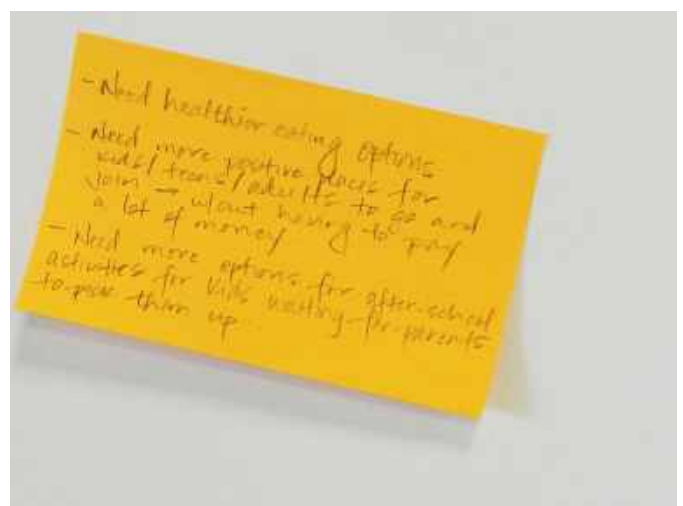 - Need healthier eating options
- Need more positive places for
kids/teens/adults to go and
join → w/out having to pay
a lot of money
- Need more options for after-school
activities for kids waiting for parents
to pick them up